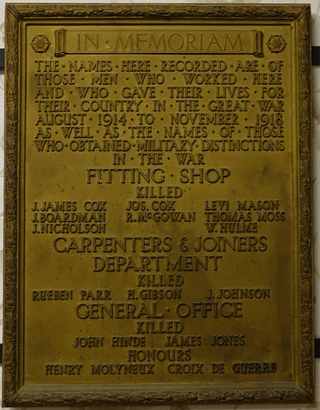 IN MEMORIAM
THE · NAMES · HERE · RECORDED · ARE · OF
THOSE · MEN · WHO · WORKED · HERE
AND · WHO · GAVE · THEIR · LIVES · FOR
THEIR · COUNTRY · IN · THE · GREAT · WAR
AUGUST · 1914 · TO · NOVEMBER · 1918
AS · WELL · AS · THE · NAMES · OF · THOSE
WHO · OBTAINED · MILITARY · DISTINCTIONS
IN · THE · WAR
FITTING · SHOP
KILLED
J. JAMES COX JOS. COX LEVI MASON
J. BOARDMAN R. McGOWAN THOMAS MOSS
J. NICHOLSON W. HULME
CARPENTERS & JOINERS
DEPARTMENT
KILLED
RUEBEN PARR H. GIBSON J. JOHNSON
GENERAL · OFFICE
KILLED
JOHN HINDE JAMES JONES
HONOURS
HENRY MOLYNEUX CROIX DE GUERRE